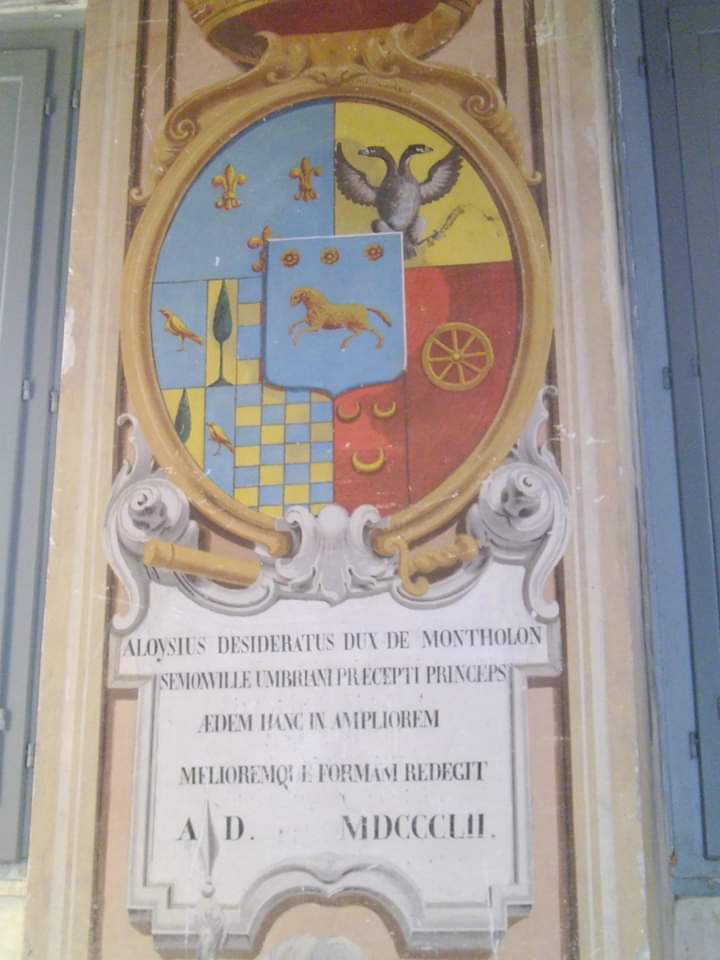 ALOYSIUS DESIDERATUS DUX DE MONTHOLON
SEMONVILLE UMBRIANI PRÆCEPTI PRINCEPS
ÆDEM HANC IN AMPLIOREM
MELIOREMQUE FORMAM REDEGIT
A D. MDCCCLII.